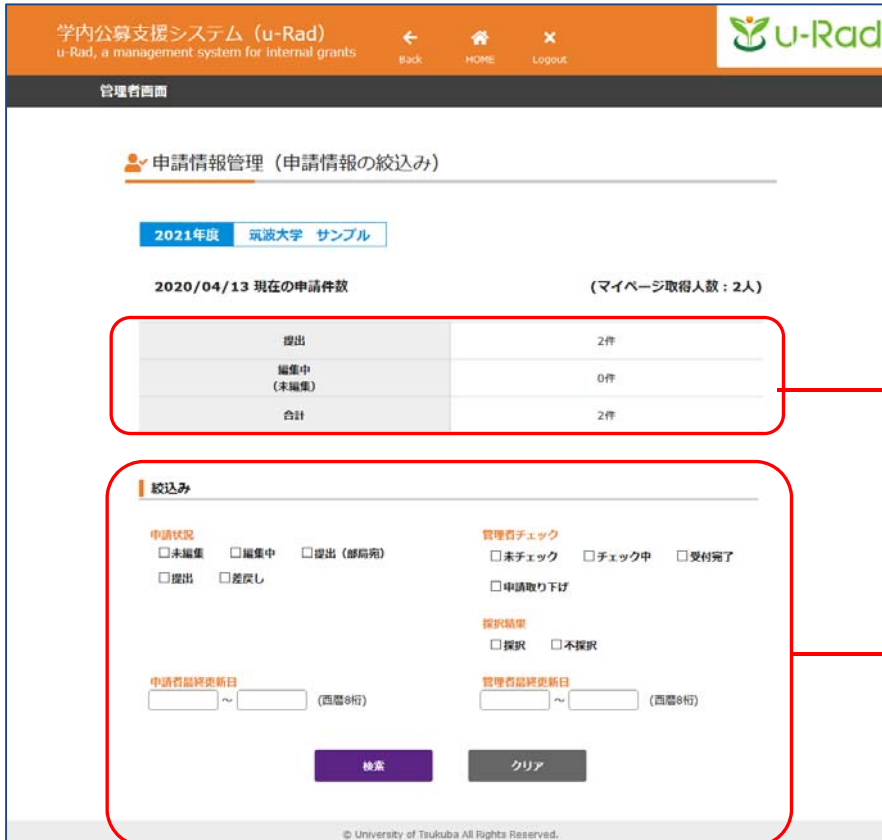 学内公募支援システム（u-Rad）
u-Rad, a management system for internal grants
Back
HOME
Logout
u-Rad
管理者画面
申請情報管理（申請情報の絞込み）
2021年度 筑波大学 サンプル
2020/04/13 現在の申請件数 (マイページ取得人数：2人)
提出 2件
編集中
(未編集) 0件
合計 2件
絞込み
申請状況 管理者チェック
□未編集 □編集中 □提出（部局宛） □未チェック □チェック中 □受付完了
□提出 □差戻し □申請取り下げ
採択結果
□採択 □不採択
申請者最終更新日 管理者最終更新日
～ (西暦8桁) ～ (西暦8桁)
検索 クリア
© University of Tsukuba All Rights Reserved.